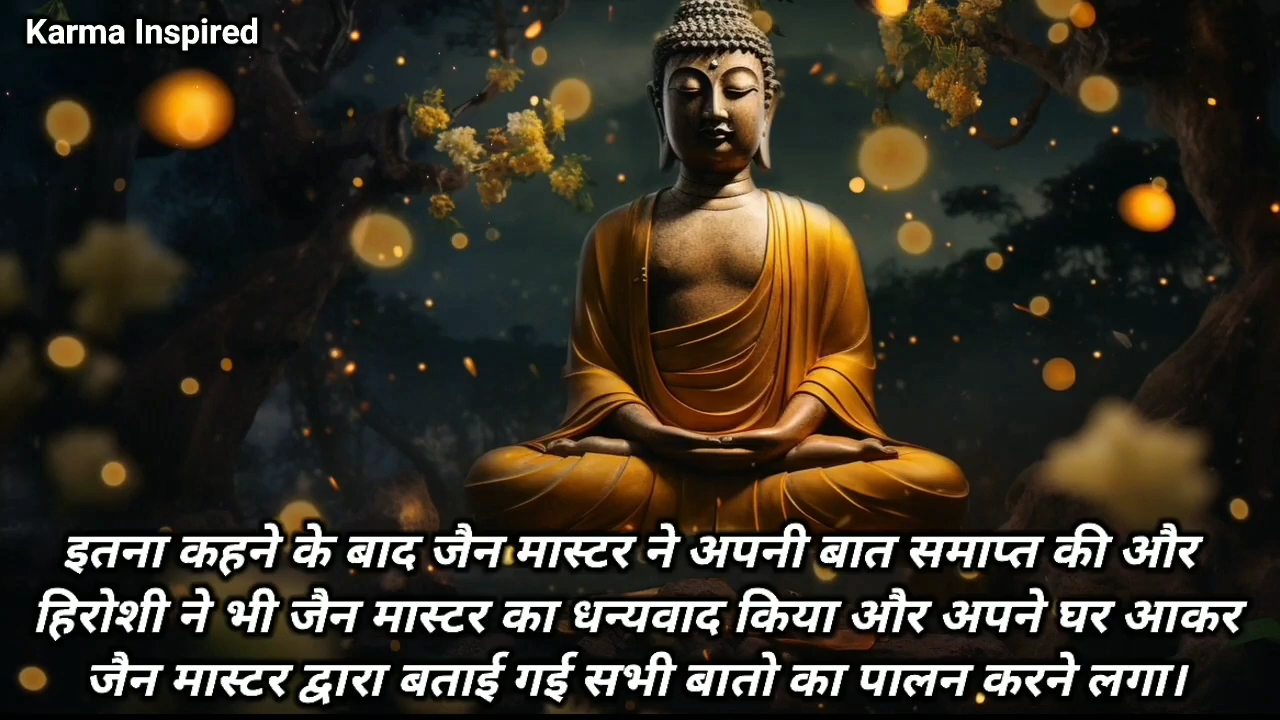 Karma Inspired
इतना कहने के बाद जैन मास्टर ने अपनी बात समाप्त की और
हिरोशी ने भी जैन मास्टर का धन्यवाद किया और अपने घर आकर
जैन मास्टर द्वारा बताई गई सभी बातो का पालन करने लगा।